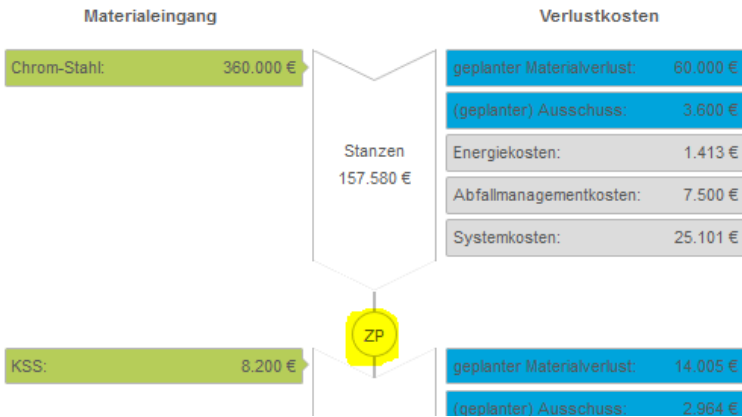 Materialeingang
Verlustkosten
Chrom-Stahl: 360.000 €
geplanter Materialverlust: 60.000 €
(geplanter) Ausschuss: 3.600 €
Stanzen
157.580 €
Energiekosten: 1.413 €
Abfallmanagementkosten: 7.500 €
Systemkosten: 25.101 €
ZP
KSS: 8.200 €
geplanter Materialverlust: 14.005 €
(geplanter) Ausschuss: 2.964 €